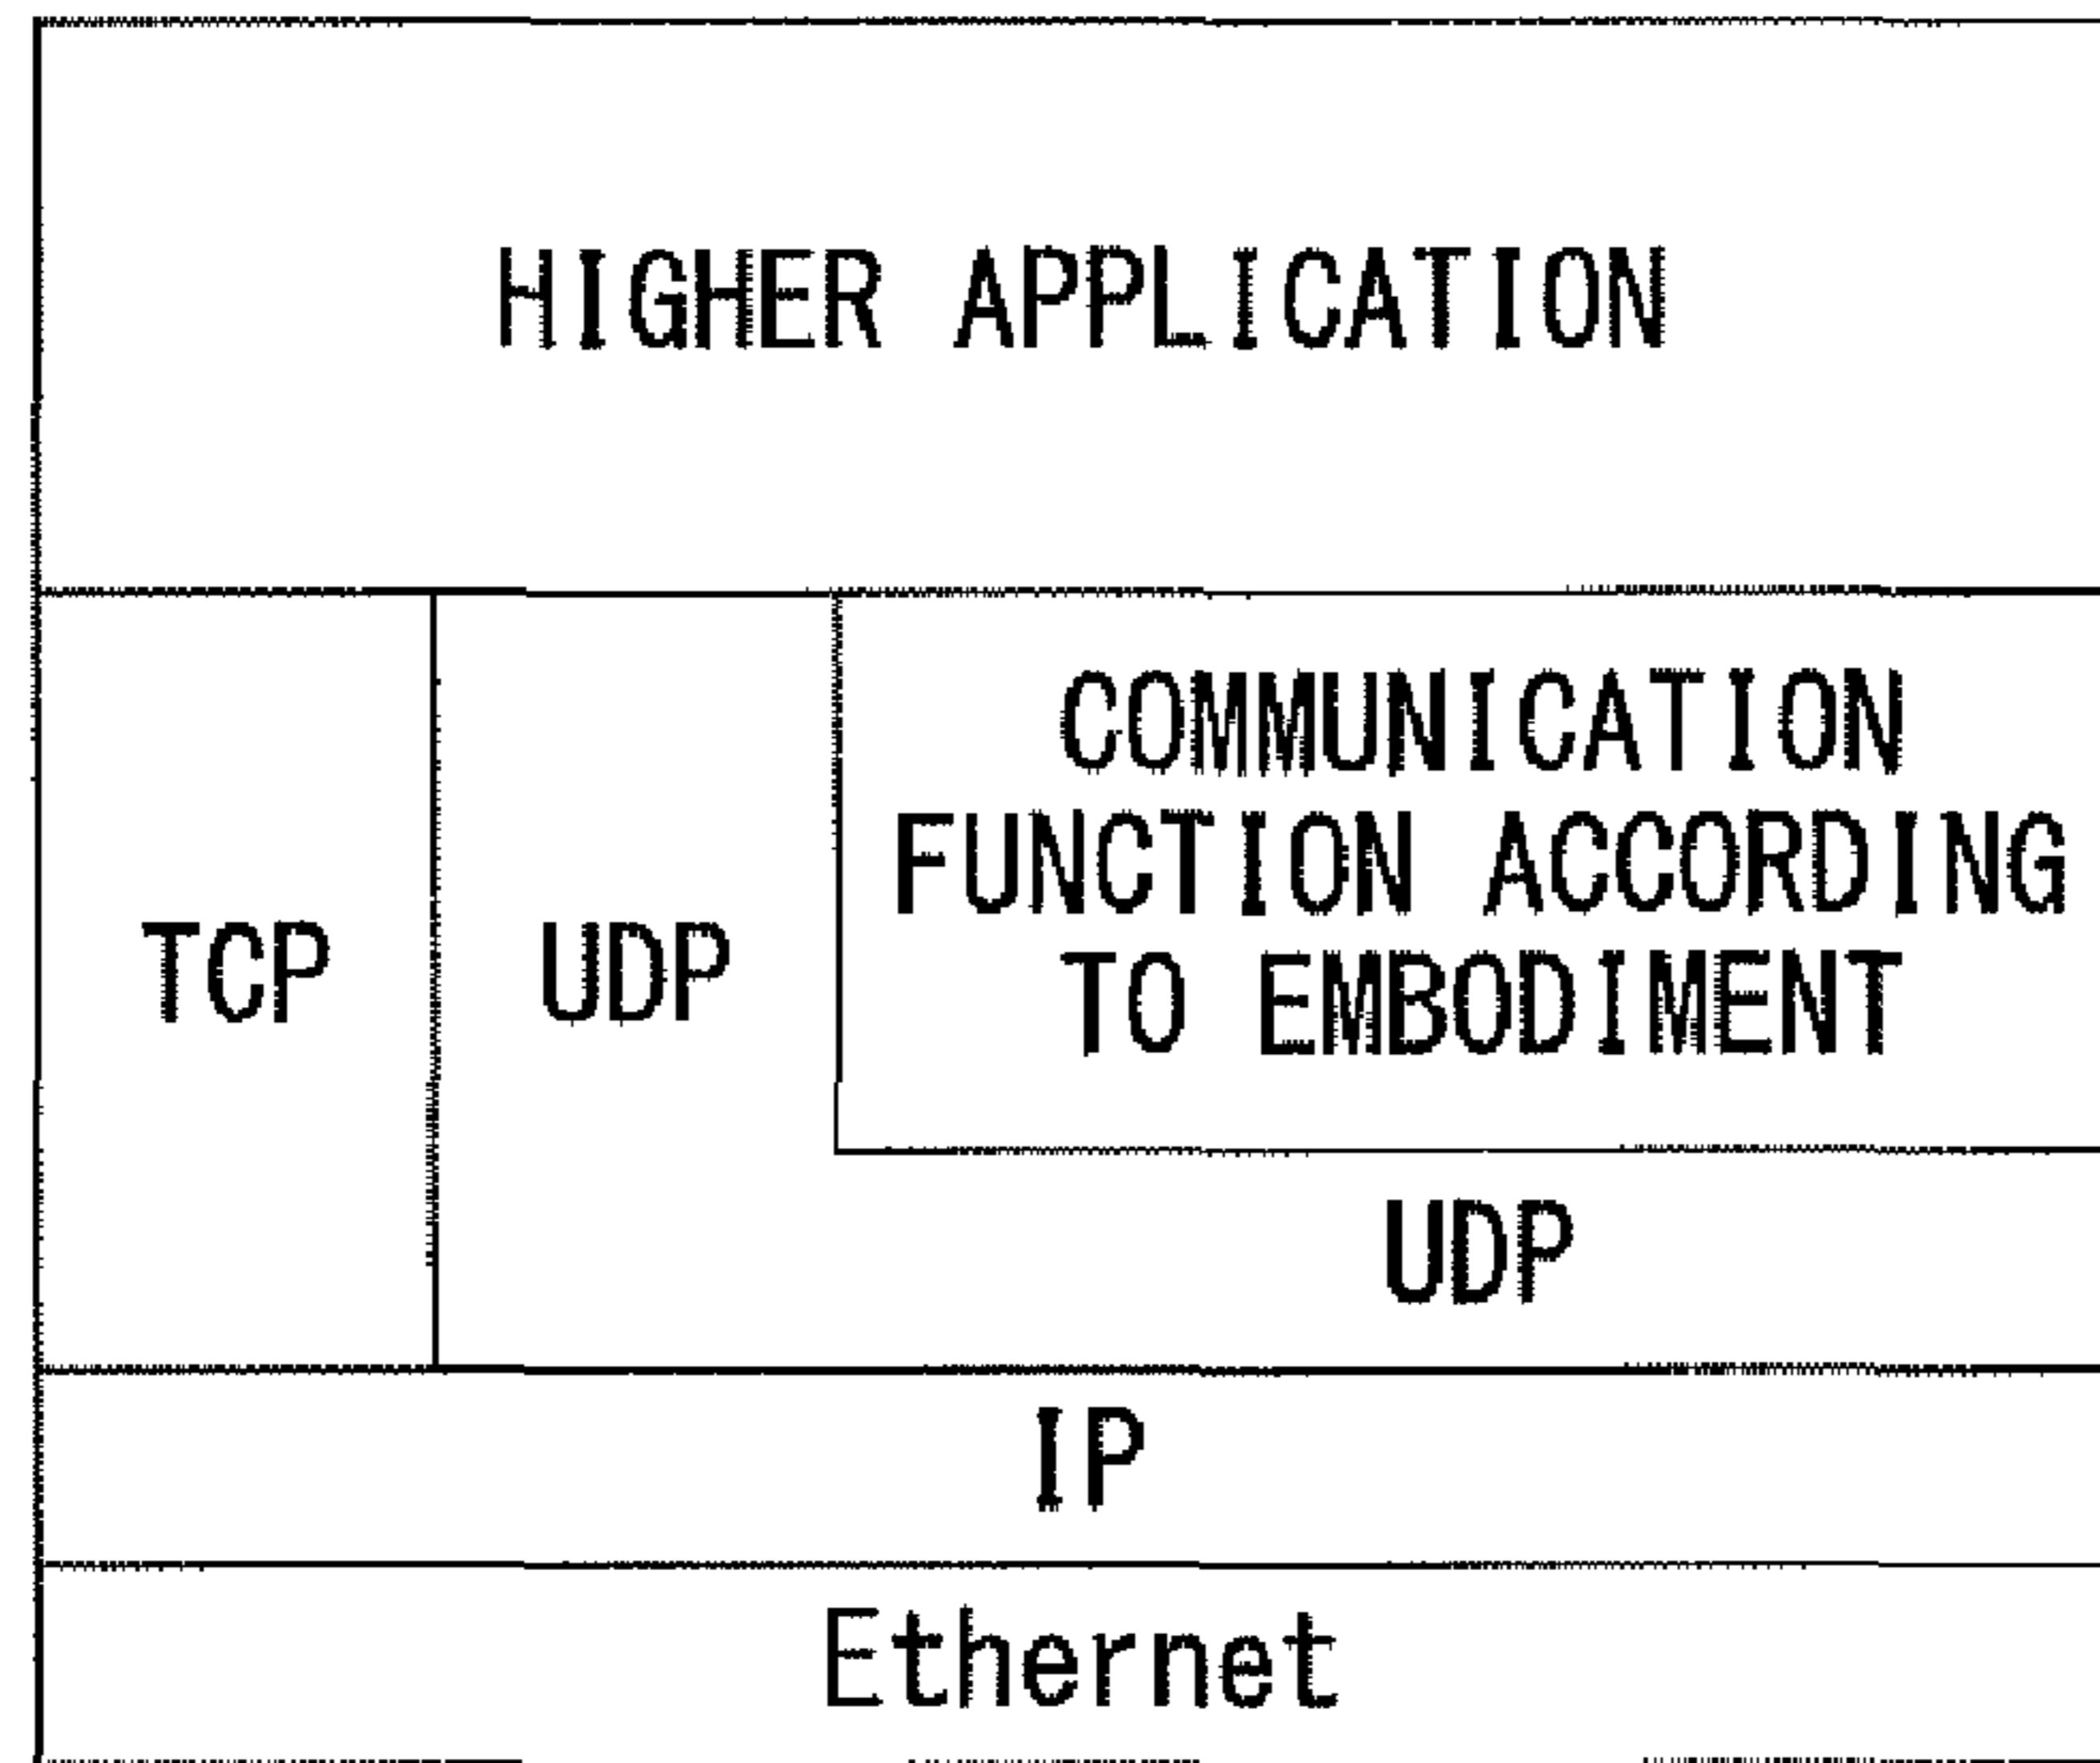 HIGHER APPLICATION
TCP
UDP
COMMUNICATION
FUNCTION ACCORDING
TO EMBODIMENT
UDP
IP
Ethernet